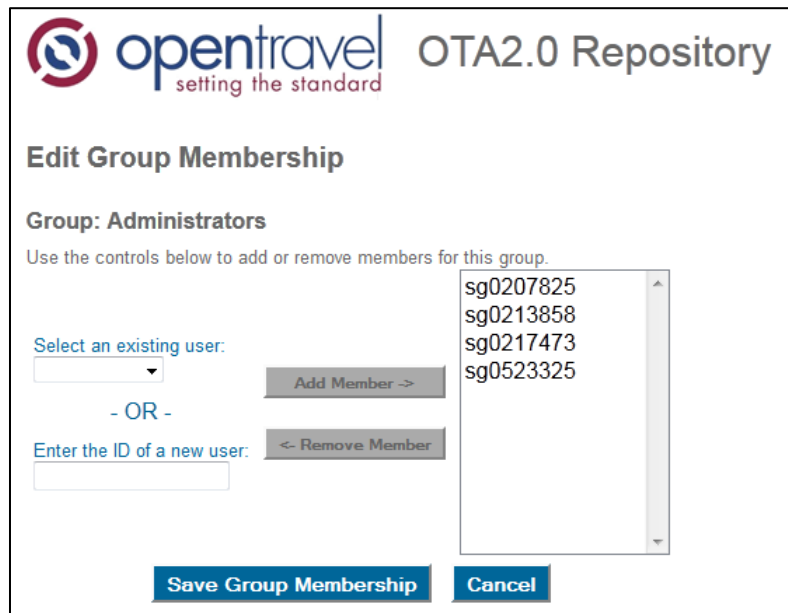 opentravel OTA2.0 Repository
setting the standard
Edit Group Membership
Group: Administrators
Use the controls below to add or remove members for this group.
sg0207825
sg0213858
sg0217473
sg0523325
Select an existing user:
Add Member ->
- OR -
<- Remove Member
Enter the ID of a new user:
Save Group Membership Cancel